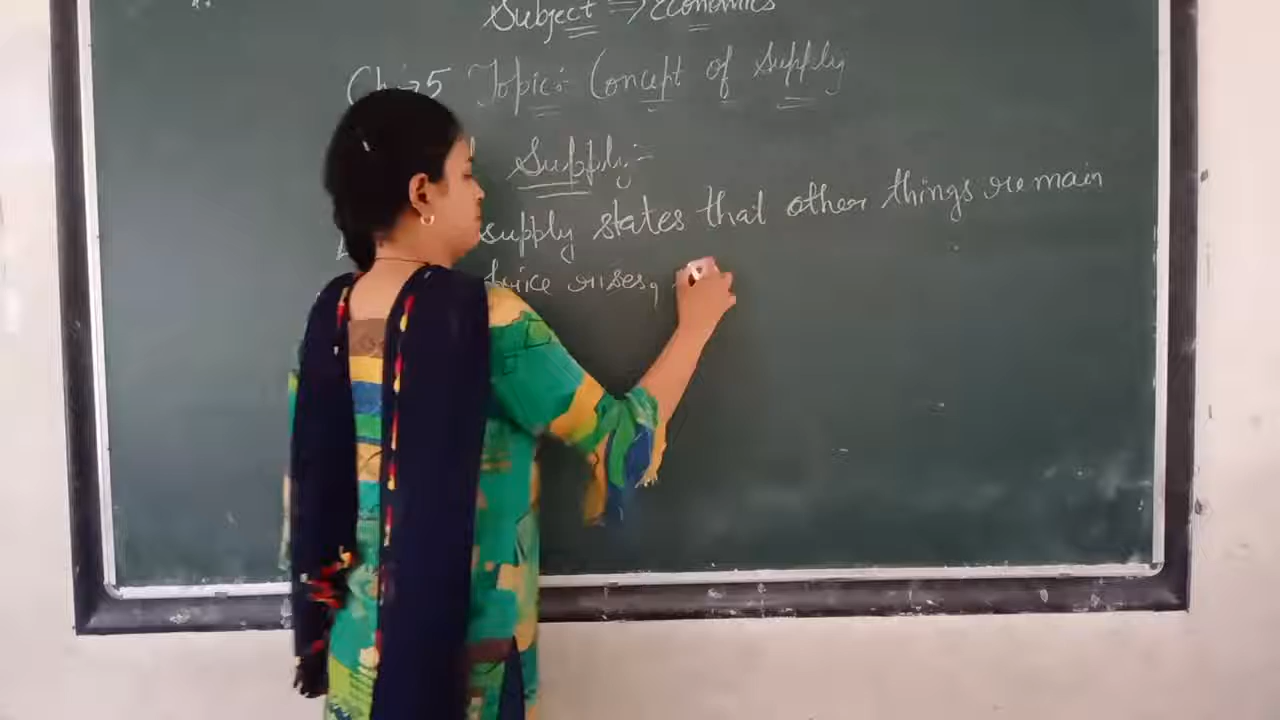 Subject => Economics
Ch:->5 Topic:- Concept of Supply
Supply:-
supply states that other things remain
price rises,